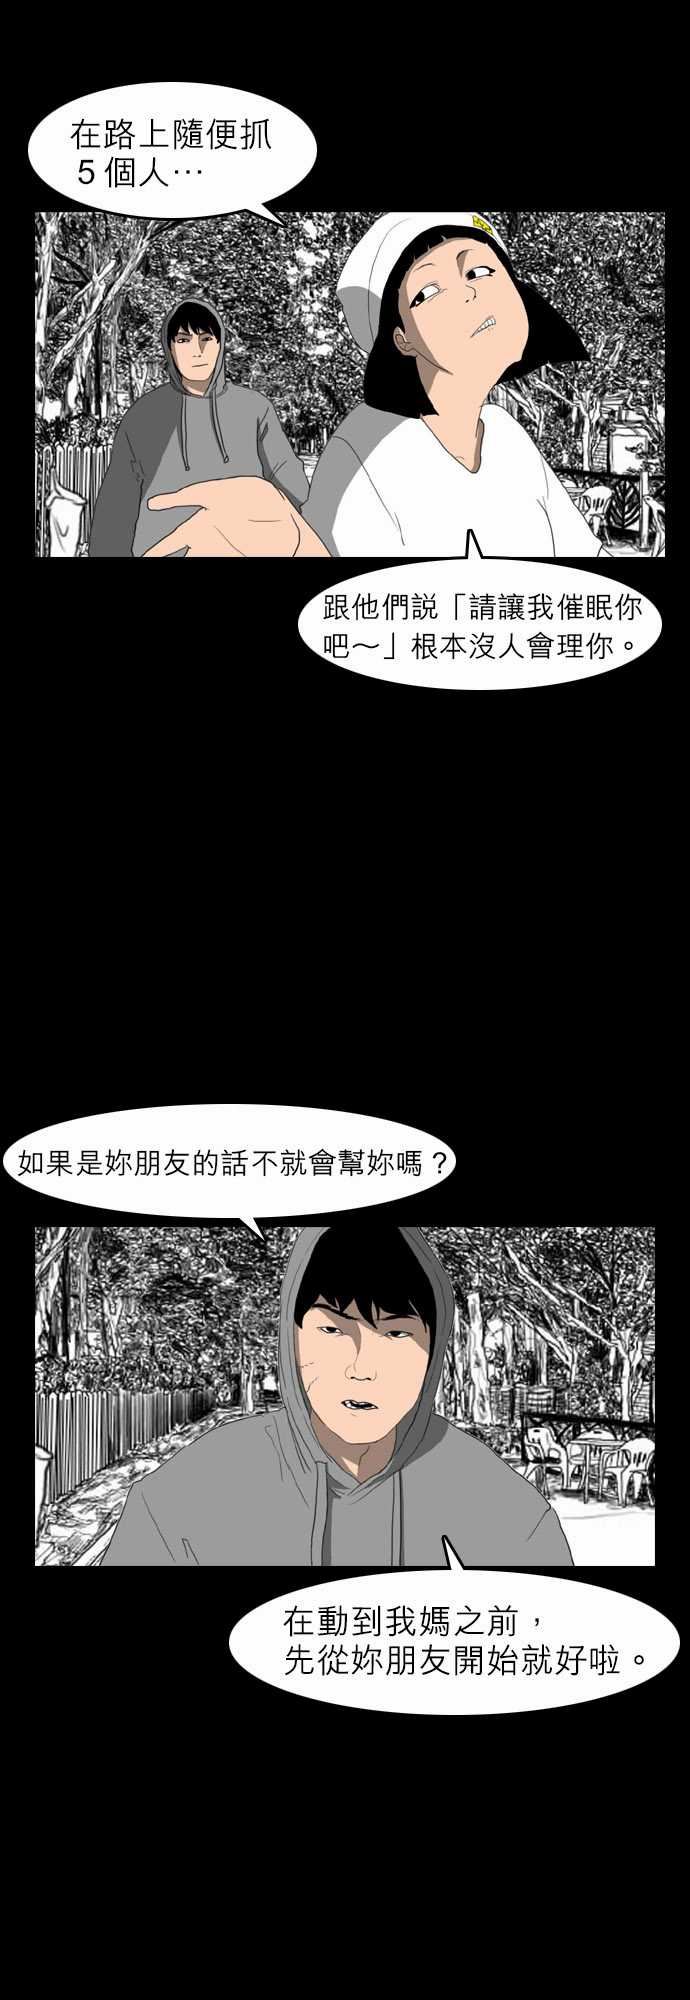 在路上隨便抓
5個人…
跟他們説「請讓我催眠你
吧～」根本沒人會理你。
如果是妳朋友的話不就會幫妳嗎？
在動到我媽之前，
先從妳朋友開始就好啦。